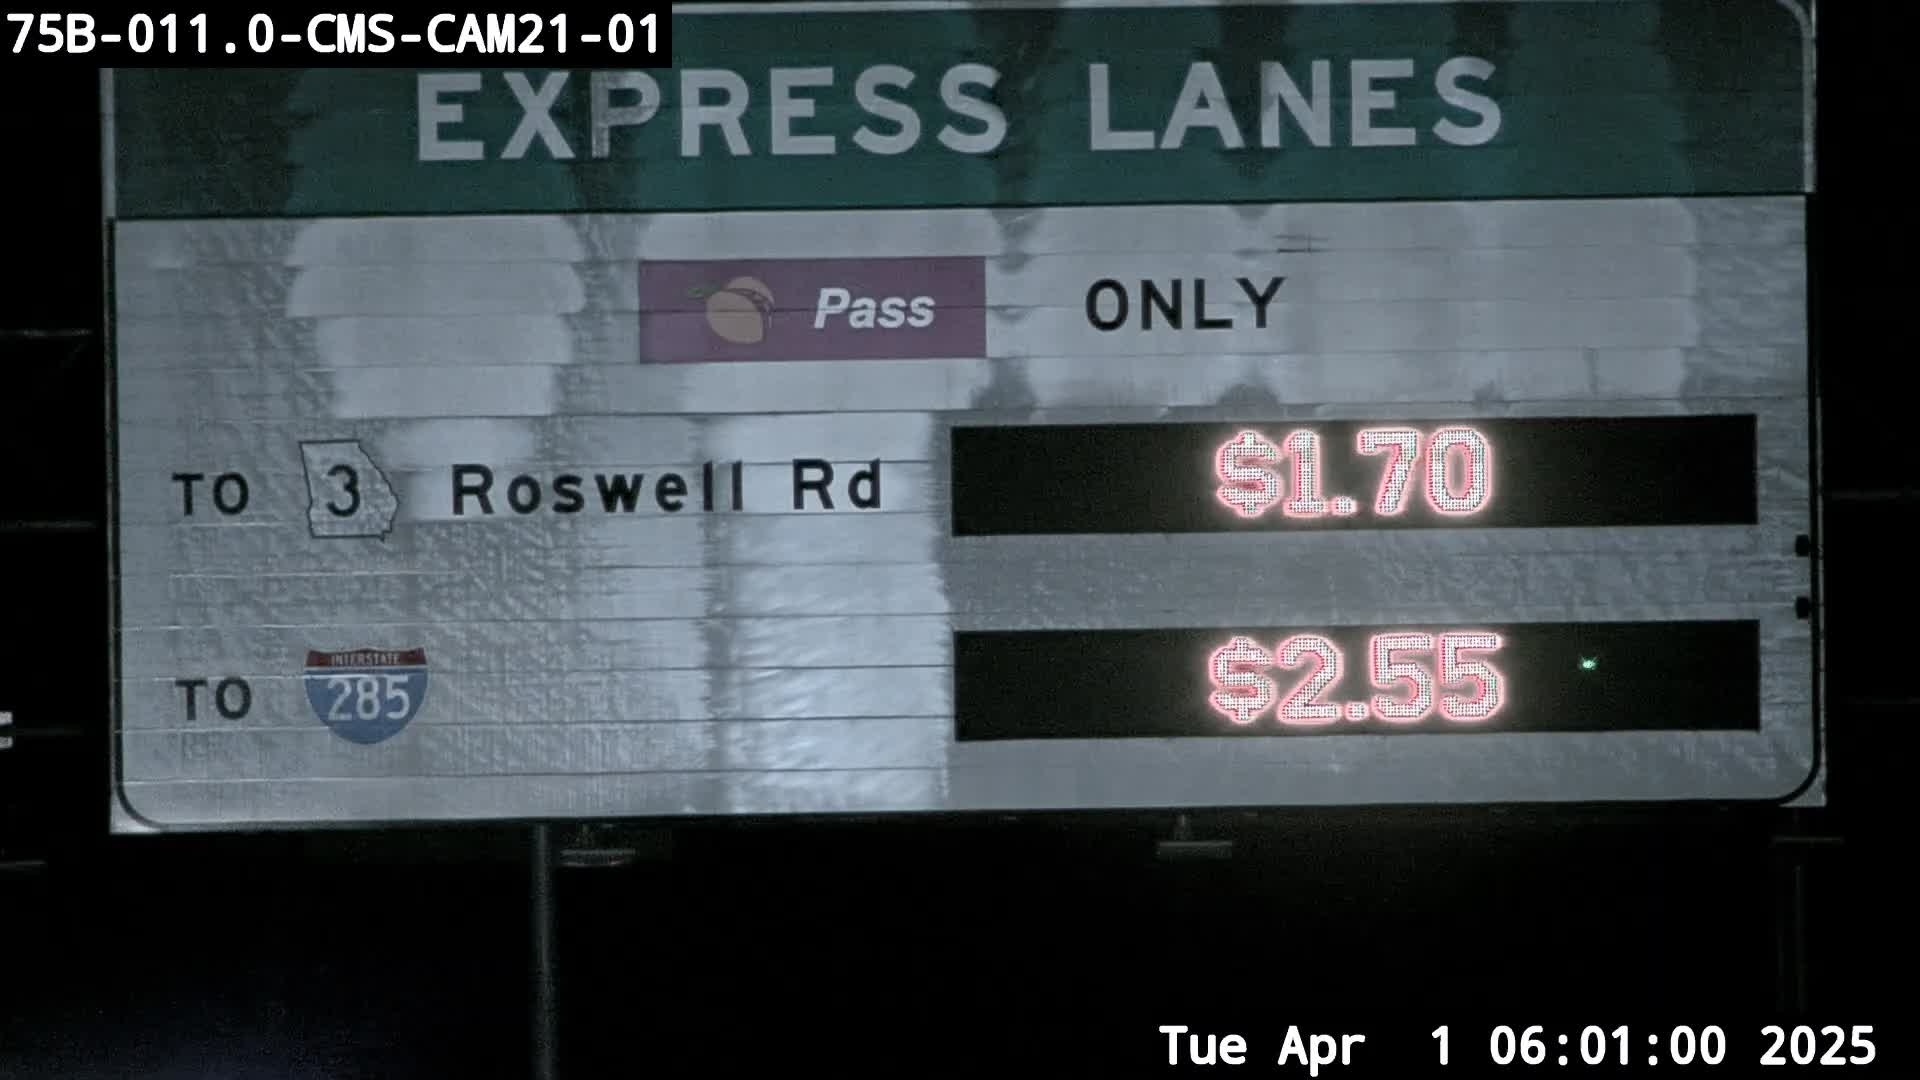 75B-011.0-CMS-CAM21-01
EXPRESS LANES
Pass ONLY
TO 3 Roswell Rd $1.70
TO INTERSTATE 285 $2.55
Tue Apr 1 06:01:00 2025